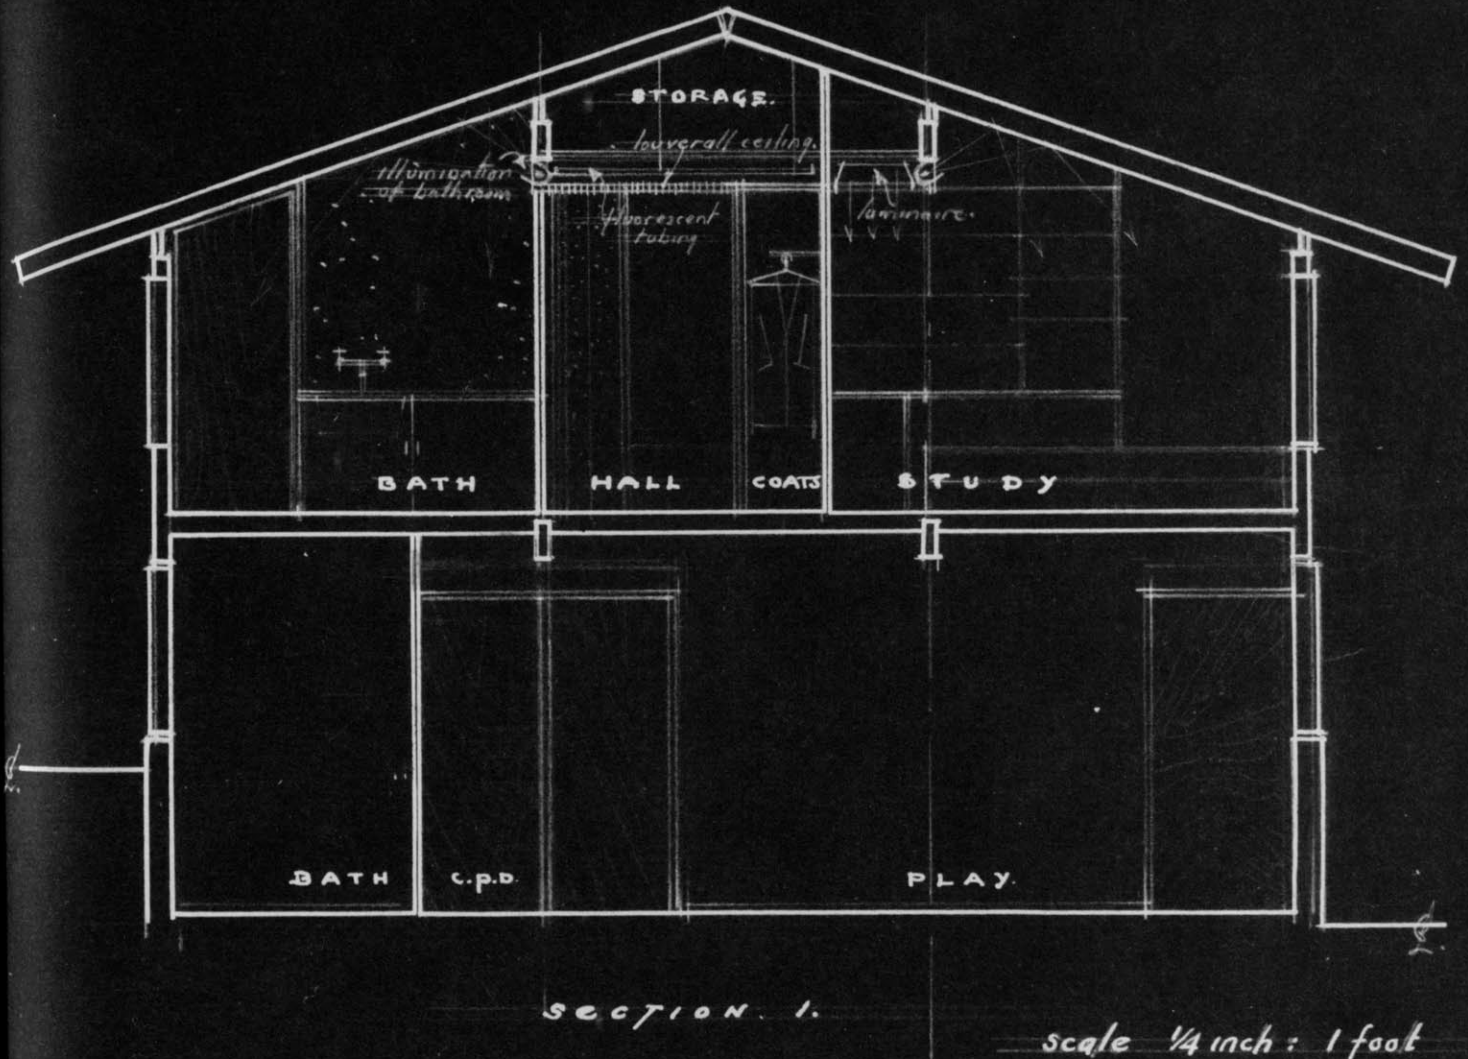 STORAGE.
louverall ceiling.
illumination
of bathroom
fluorescent
tubing
luminaire.
BATH
HALL
COATS
STUDY
BATH
c.p.D.
PLAY.
SECTION. 1.
scale 1/4 inch : 1 foot